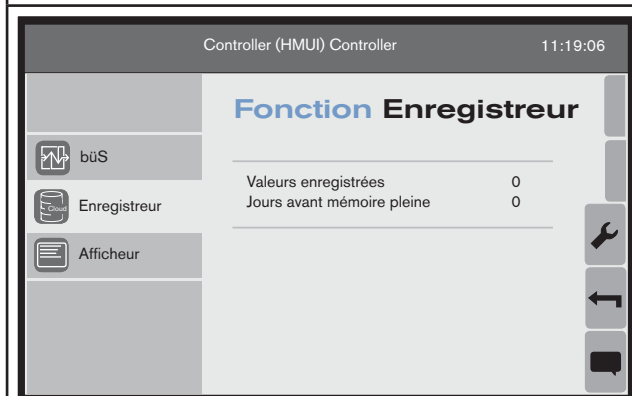 Controller (HMUI) Controller 11:19:06
Fonction Enregistreur
büS
Cloud
Enregistreur
Afficheur
Valeurs enregistrées 0
Jours avant mémoire pleine 0